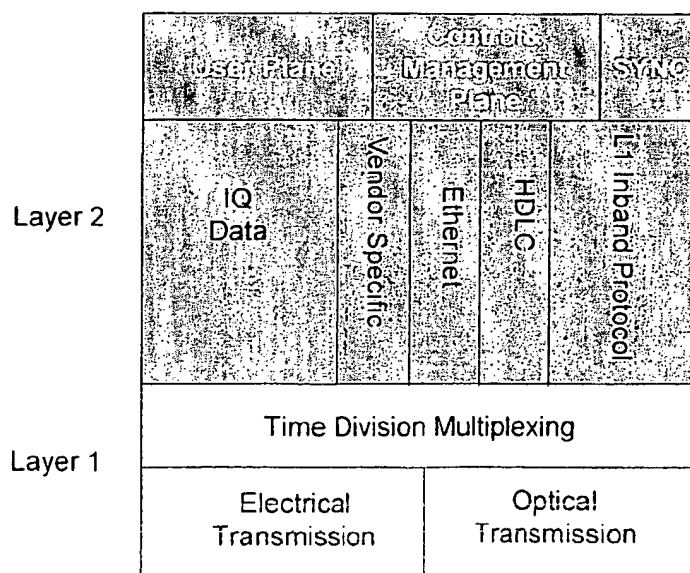 User Plane
Control &
Management
Plane
SYNC
Layer 2
IQ
Data
Vendor Specific
Ethernet
HDLC
L1 Inband Protocol
Layer 1
Time Division Multiplexing
Electrical
Transmission
Optical
Transmission